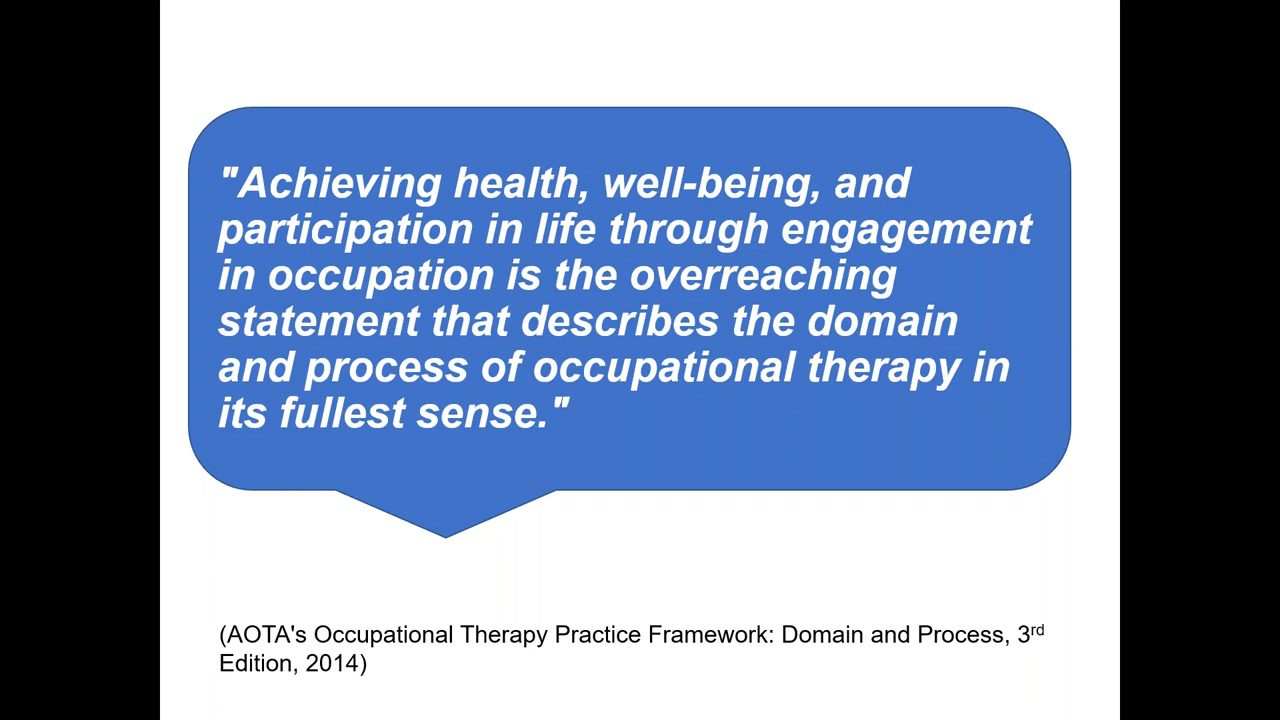 "Achieving health, well-being, and
participation in life through engagement
in occupation is the overreaching
statement that describes the domain
and process of occupational therapy in
its fullest sense."
(AOTA's Occupational Therapy Practice Framework: Domain and Process, 3rd
Edition, 2014)